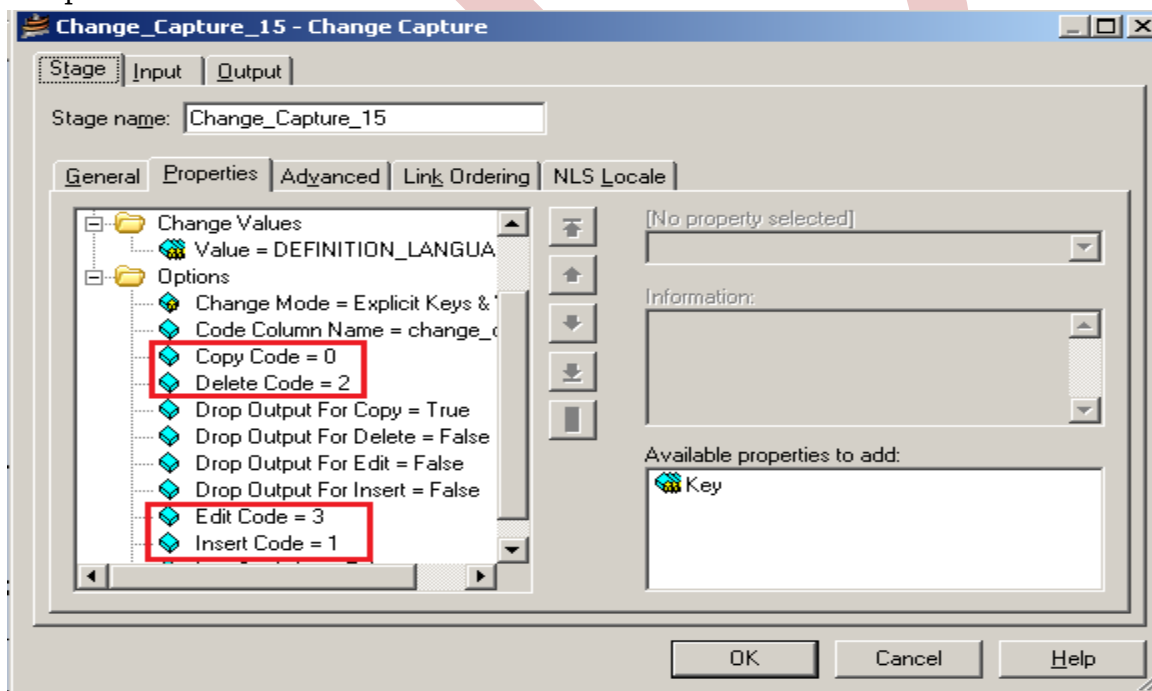 Change_Capture_15 - Change Capture
Stage Input Output
Stage name: Change_Capture_15
General Properties Advanced Link Ordering NLS Locale
Change Values
Value = DEFINITION_LANGUA
Options
Change Mode = Explicit Keys &
Code Column Name = change_
Copy Code = 0
Delete Code = 2
Drop Output For Copy = True
Drop Output For Delete = False
Drop Output For Edit = False
Drop Output For Insert = False
Edit Code = 3
Insert Code = 1
[No property selected]
Information:
Available properties to add:
Key
OK Cancel Help